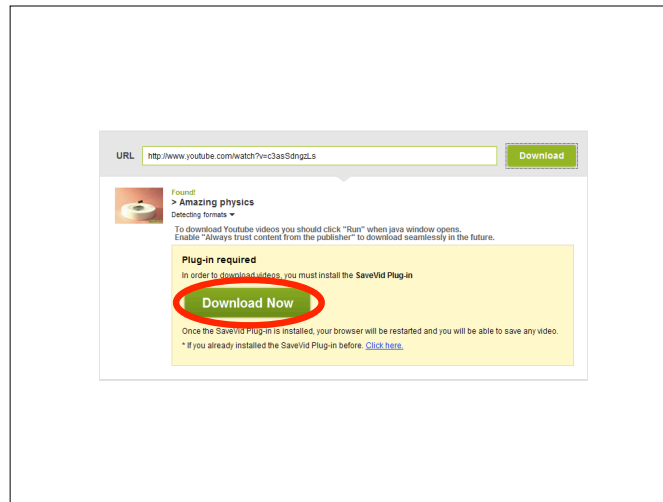 URL http://www.youtube.com/watch?v=c3asSdngzLs Download
Found!
> Amazing physics
Detecting formats ▾
To download Youtube videos you should click "Run" when java window opens.
Enable "Always trust content from the publisher" to download seamlessly in the future.
Plug-in required
In order to download videos, you must install the SaveVid Plug-in
Download Now
Once the SaveVid Plug-in is installed, your browser will be restarted and you will be able to save any video.
* If you already installed the SaveVid Plug-in before. Click here.